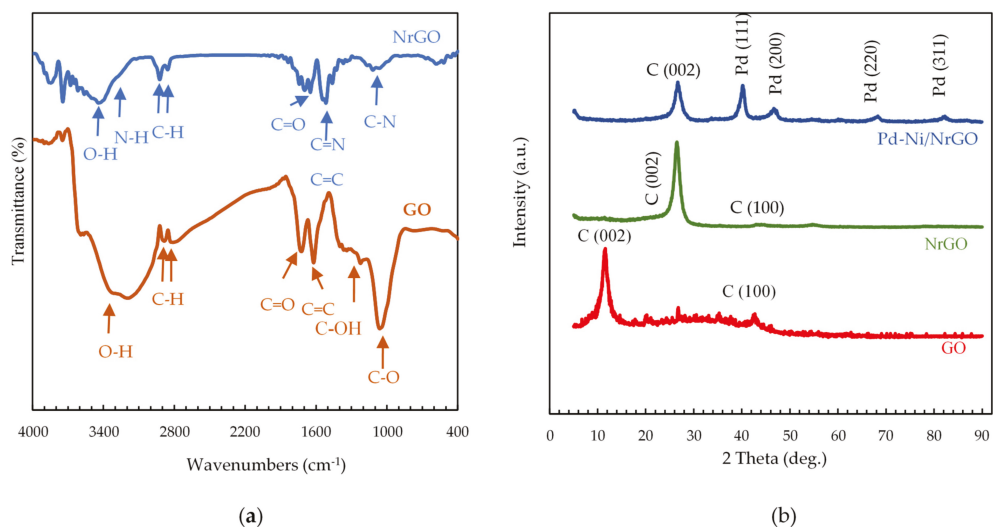 NrGO
C=O
C-N
O-H
N-H
C-H
C=N
C=C
GO
C-H
C=O
C=C
C-OH
O-H
C-O
Transmittance (%)
4000 3400 2800 2200 1600 1000 400
Wavenumbers (cm⁻¹)
(a)
C (002)
Pd (111)
Pd (200)
Pd (220)
Pd (311)
Pd-Ni/NrGO
C (002)
C (100)
NrGO
C (002)
C (100)
GO
Intensity (a.u.)
0 10 20 30 40 50 60 70 80 90
2 Theta (deg.)
(b)